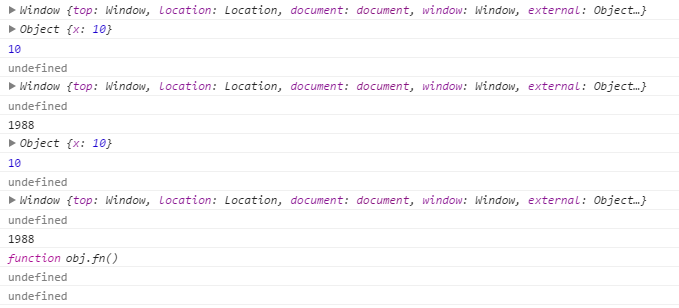 Window {top: Window, location: Location, document: document, window: Window, external: Object…}
Object {x: 10}
10
undefined
Window {top: Window, location: Location, document: document, window: Window, external: Object…}
undefined
1988
Object {x: 10}
10
undefined
Window {top: Window, location: Location, document: document, window: Window, external: Object…}
undefined
1988
function obj.fn()
undefined
undefined